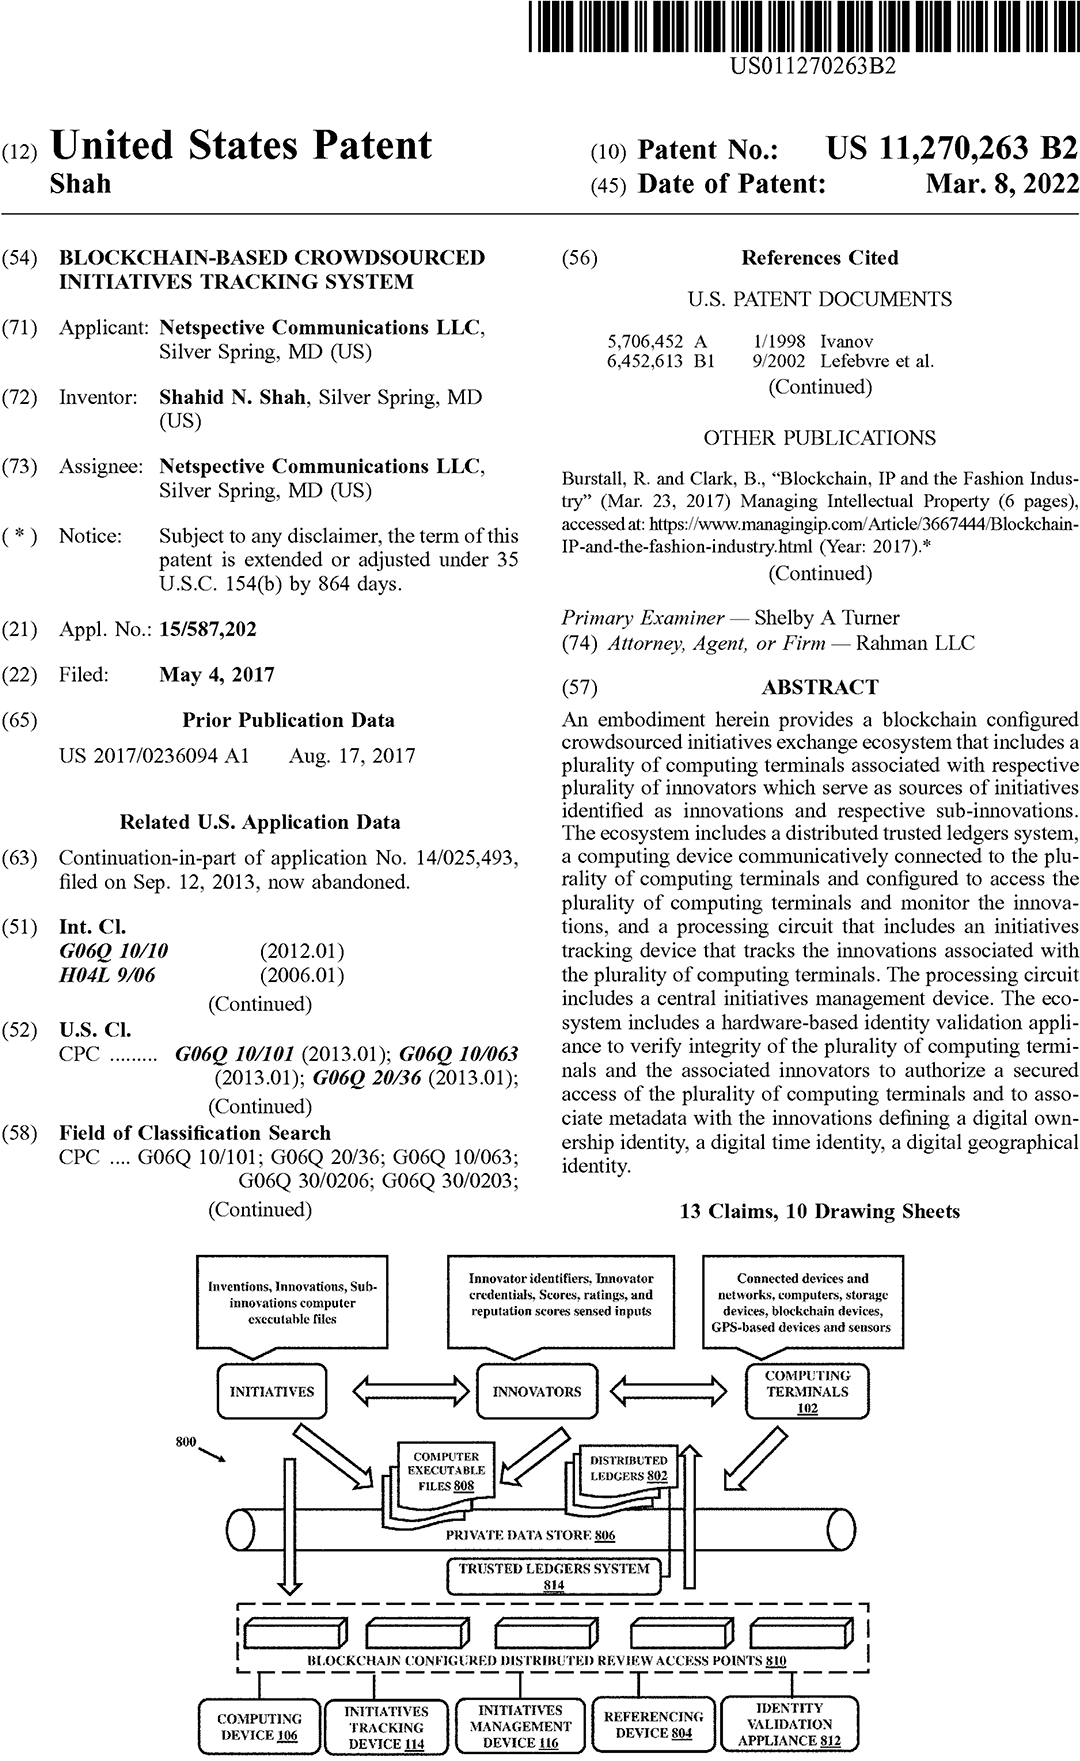 US011270263B2
(12) United States Patent
Shah
(10) Patent No.: US 11,270,263 B2
(45) Date of Patent: Mar. 8, 2022
(54) BLOCKCHAIN-BASED CROWDSOURCED
INITIATIVES TRACKING SYSTEM
(71) Applicant: Netspective Communications LLC,
Silver Spring, MD (US)
(72) Inventor: Shahid N. Shah, Silver Spring, MD
(US)
(73) Assignee: Netspective Communications LLC,
Silver Spring, MD (US)
( * ) Notice: Subject to any disclaimer, the term of this
patent is extended or adjusted under 35
U.S.C. 154(b) by 864 days.
(21) Appl. No.: 15/587,202
(22) Filed: May 4, 2017
(65) Prior Publication Data
US 2017/0236094 A1 Aug. 17, 2017
Related U.S. Application Data
(63) Continuation-in-part of application No. 14/025,493,
filed on Sep. 12, 2013, now abandoned.
(51) Int. Cl.
G06Q 10/10 (2012.01)
H04L 9/06 (2006.01)
(Continued)
(52) U.S. Cl.
CPC ......... G06Q 10/101 (2013.01); G06Q 10/063
(2013.01); G06Q 20/36 (2013.01);
(Continued)
(58) Field of Classification Search
CPC .... G06Q 10/101; G06Q 20/36; G06Q 10/063;
G06Q 30/0206; G06Q 30/0203;
(Continued)
(56) References Cited
U.S. PATENT DOCUMENTS
5,706,452 A 1/1998 Ivanov
6,452,613 B1 9/2002 Lefebvre et al.
(Continued)
OTHER PUBLICATIONS
Burstall, R. and Clark, B., “Blockchain, IP and the Fashion Indus-
try” (Mar. 23, 2017) Managing Intellectual Property (6 pages),
accessed at: https://www.managingip.com/Article/3667444/Blockchain-
IP-and-the-fashion-industry.html (Year: 2017).*
(Continued)
Primary Examiner — Shelby A Turner
(74) Attorney, Agent, or Firm — Rahman LLC
(57) ABSTRACT
An embodiment herein provides a blockchain configured
crowdsourced initiatives exchange ecosystem that includes a
plurality of computing terminals associated with respective
plurality of innovators which serve as sources of initiatives
identified as innovations and respective sub-innovations.
The ecosystem includes a distributed trusted ledgers system,
a computing device communicatively connected to the plu-
rality of computing terminals and configured to access the
plurality of computing terminals and monitor the innova-
tions, and a processing circuit that includes an initiatives
tracking device that tracks the innovations associated with
the plurality of computing terminals. The processing circuit
includes a central initiatives management device. The eco-
system includes a hardware-based identity validation appli-
ance to verify integrity of the plurality of computing termi-
nals and the associated innovators to authorize a secured
access of the plurality of computing terminals and to asso-
ciate metadata with the innovations defining a digital own-
ership identity, a digital time identity, a digital geographical
identity.
13 Claims, 10 Drawing Sheets
Inventions, Innovations, Sub-
innovations computer
executable files
Innovator identifiers, Innovator
credentials, Scores, ratings, and
reputation scores sensed inputs
Connected devices and
networks, computers, storage
devices, blockchain devices,
GPS-based devices and sensors
INITIATIVES
INNOVATORS
COMPUTING
TERMINALS
102
800
COMPUTER
EXECUTABLE
FILES 808
DISTRIBUTED
LEDGERS 802
PRIVATE DATA STORE 806
TRUSTED LEDGERS SYSTEM
814
BLOCKCHAIN CONFIGURED DISTRIBUTED REVIEW ACCESS POINTS 810
COMPUTING
DEVICE 106
INITIATIVES
TRACKING
DEVICE 114
INITIATIVES
MANAGEMENT
DEVICE 116
REFERENCING
DEVICE 804
IDENTITY
VALIDATION
APPLIANCE 812